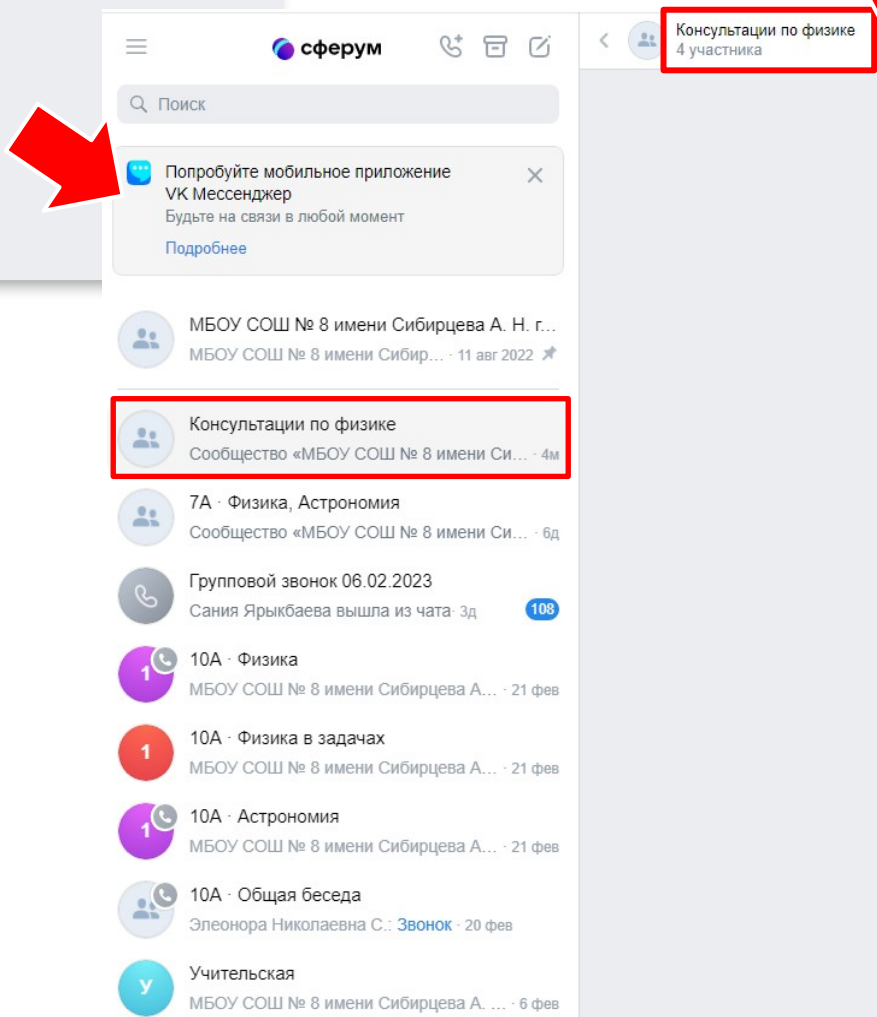 сферум
Консультации по физике
4 участника
Поиск
Попробуйте мобильное приложение
VK Мессенджер
Будьте на связи в любой момент
Подробнее
МБОУ СОШ № 8 имени Сибирцева А. Н. г...
МБОУ СОШ № 8 имени Сибир... · 11 авг 2022
Консультации по физике
Сообщество «МБОУ СОШ № 8 имени Си... · 4м
7А · Физика, Астрономия
Сообщество «МБОУ СОШ № 8 имени Си... · 6д
Групповой звонок 06.02.2023
Сания Ярыкбаева вышла из чата· 3д 108
1 10А · Физика
МБОУ СОШ № 8 имени Сибирцева А... · 21 фев
1 10А · Физика в задачах
МБОУ СОШ № 8 имени Сибирцева А... · 21 фев
1 10А · Астрономия
МБОУ СОШ № 8 имени Сибирцева А... · 21 фев
10А · Общая беседа
Элеонора Николаевна С.: Звонок · 20 фев
У Учительская
МБОУ СОШ № 8 имени Сибирцева А. ... · 6 фев